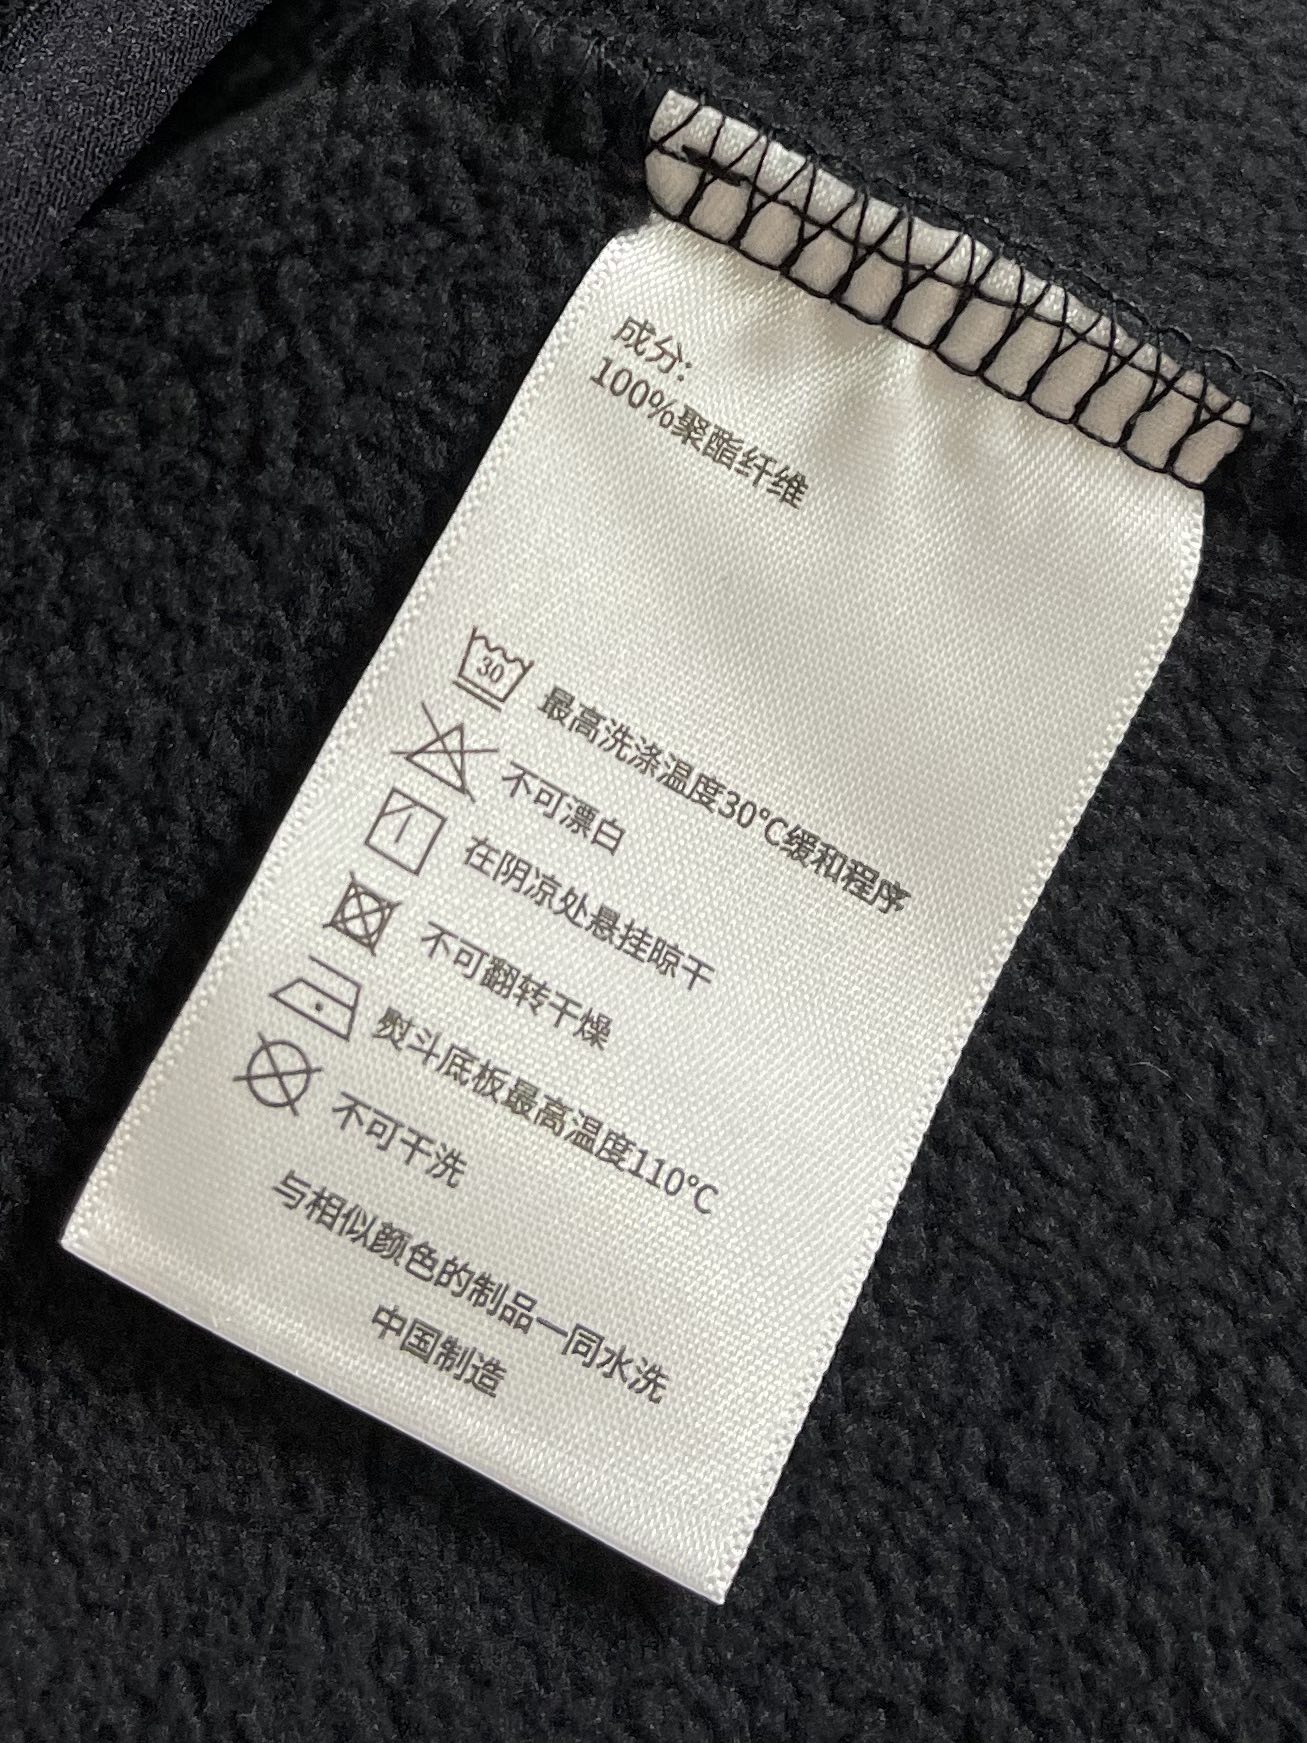 成分:
100%聚酯纤维
30
最高洗涤温度30℃缓和程序
不可漂白
在阴凉处悬挂晾干
不可翻转干燥
熨斗底板最高温度110℃
不可干洗
与相似颜色的制品一同水洗
中国制造